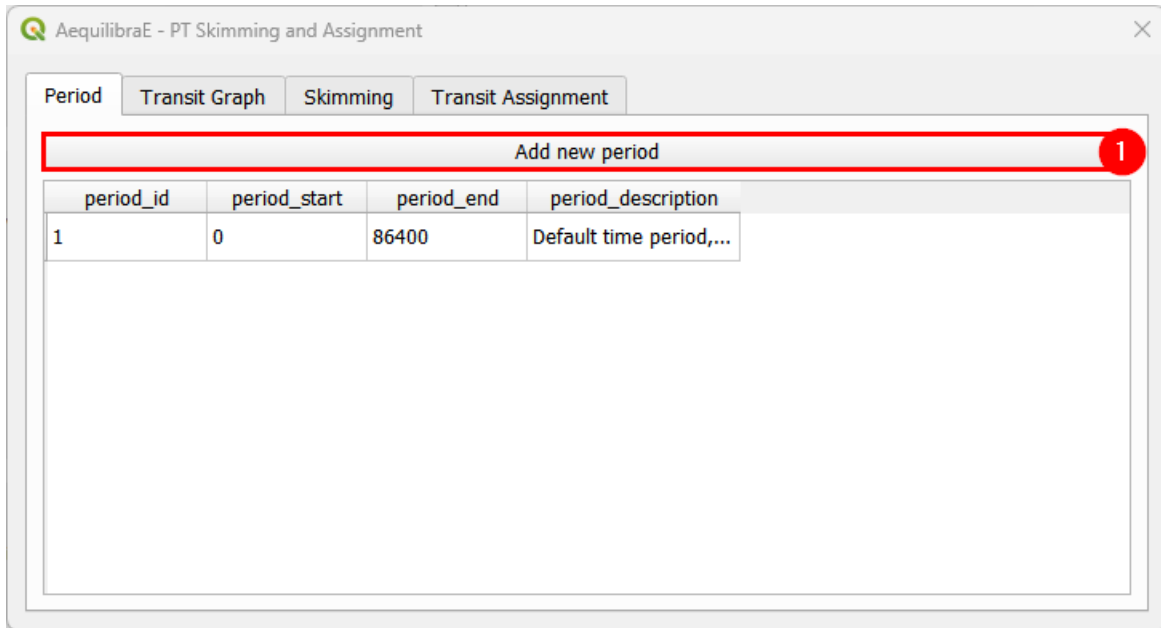 AequilibraE - PT Skimming and Assignment
Period Transit Graph Skimming Transit Assignment
Add new period 1
period_id period_start period_end period_description
1 0 86400 Default time period,...